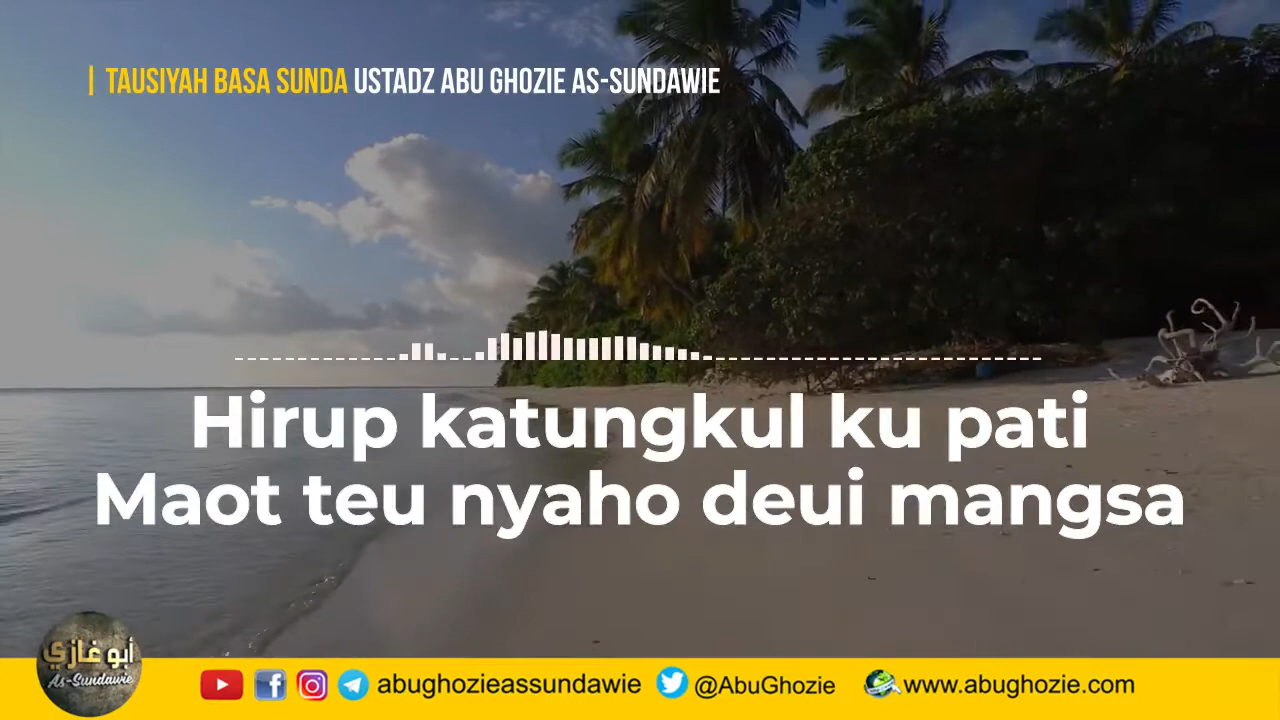 | TAUSIYAH BASA SUNDA USTADZ ABU GHOZIE AS-SUNDAWIE
Hirup katungkul ku pati
Maot teu nyaho deui mangsa
أبو غازي
As-Sundawie
abughozieassundawie @AbuGhozie www.abughozie.com